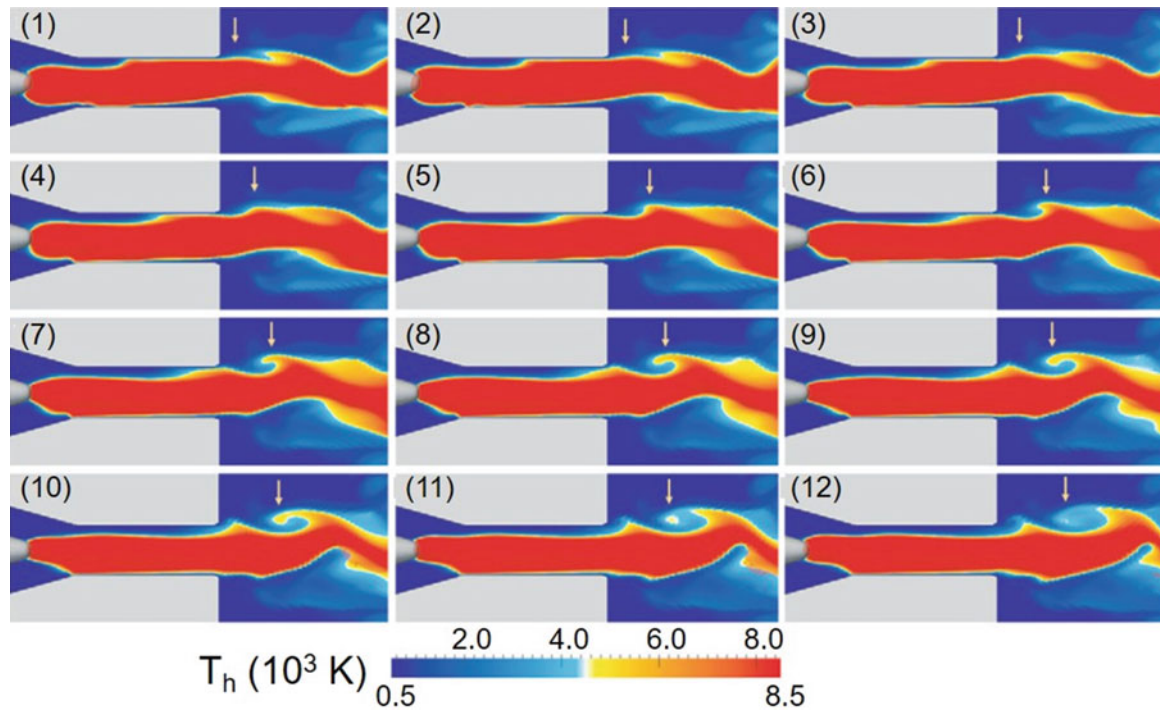 (1) (2) (3)
(4) (5) (6)
(7) (8) (9)
(10) (11) (12)
2.0 4.0 6.0 8.0
T_h (10³ K)
0.5 8.5